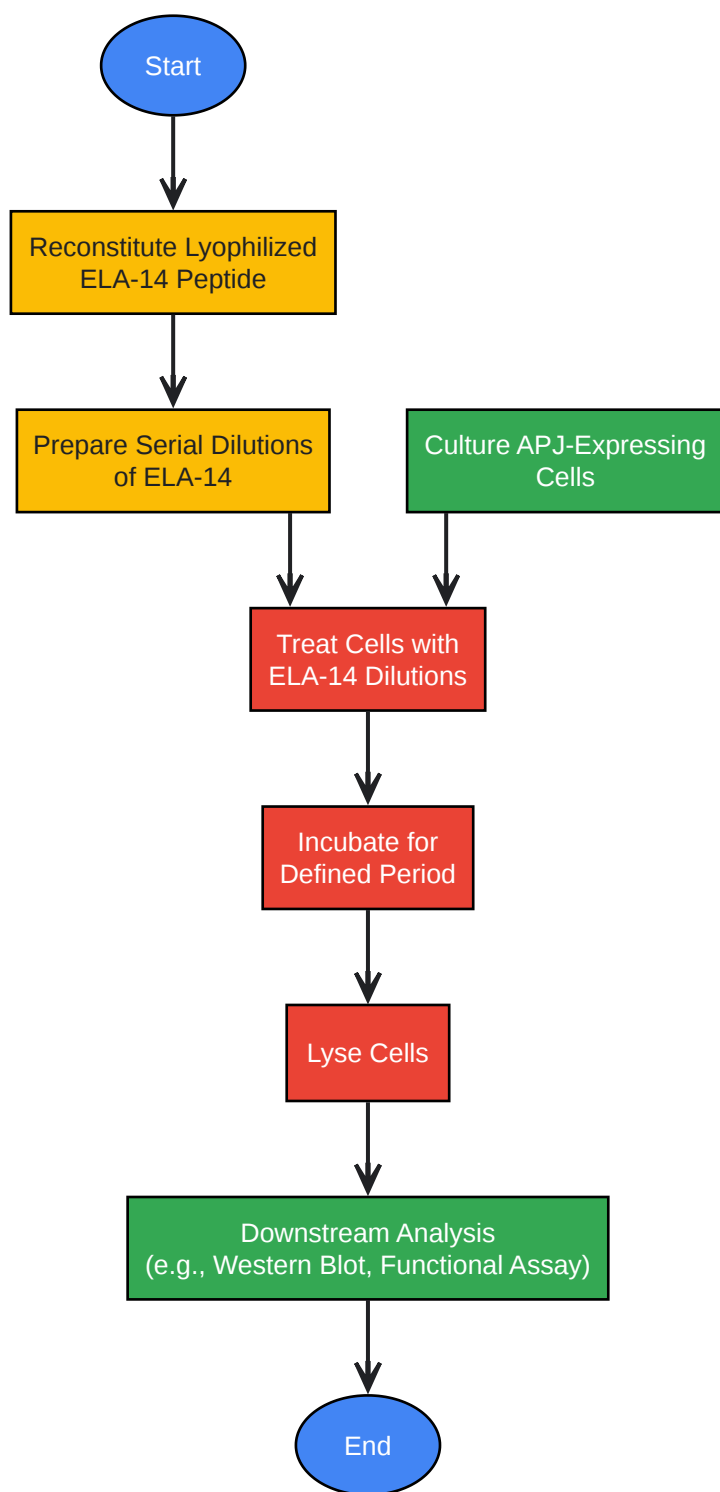 Start
Reconstitute Lyophilized
ELA-14 Peptide
Prepare Serial Dilutions
of ELA-14
Culture APJ-Expressing
Cells
Treat Cells with
ELA-14 Dilutions
Incubate for
Defined Period
Lyse Cells
Downstream Analysis
(e.g., Western Blot, Functional Assay)
End